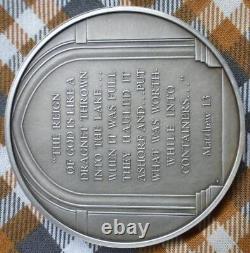 "THE REIGN
OF GOD IS LIKE A
DRAGNET THROWN
INTO THE LAKE...
WHEN IT WAS FULL
THEY HAULED IT
ASHORE AND... PUT
WHAT WAS WORTH-
WHILE INTO
CONTAINERS..."
Matthew 13